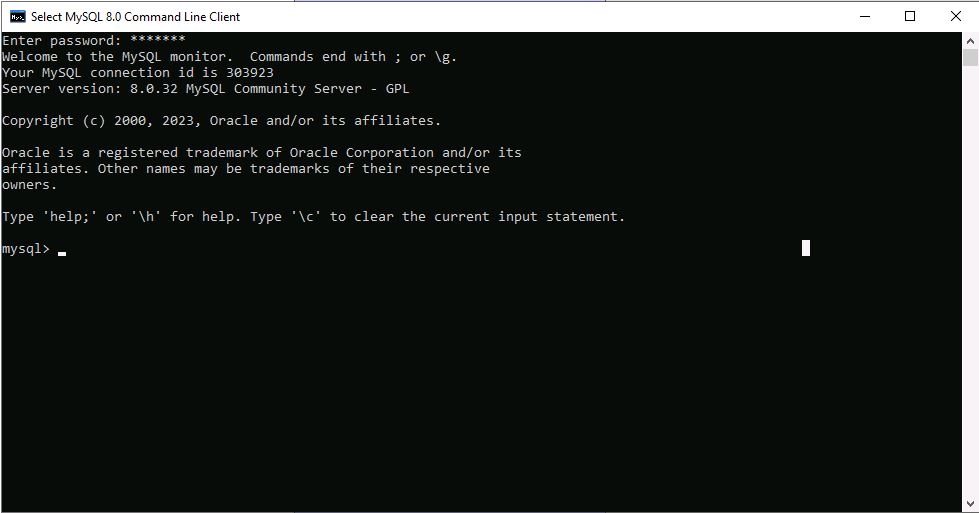 Select MySQL 8.0 Command Line Client
Enter password: *******
Welcome to the MySQL monitor.  Commands end with ; or \g.
Your MySQL connection id is 303923
Server version: 8.0.32 MySQL Community Server - GPL
Copyright (c) 2000, 2023, Oracle and/or its affiliates.
Oracle is a registered trademark of Oracle Corporation and/or its
affiliates. Other names may be trademarks of their respective
owners.
Type 'help;' or '\h' for help. Type '\c' to clear the current input statement.
mysql>